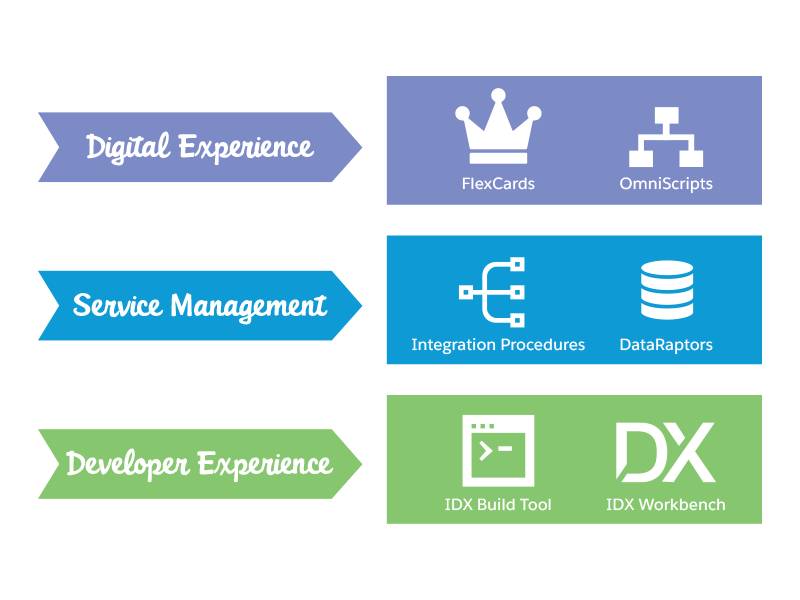 Digital Experience
FlexCards
OmniScripts
Service Management
Integration Procedures
DataRaptors
Developer Experience
>-
DX
IDX Build Tool
IDX Workbench